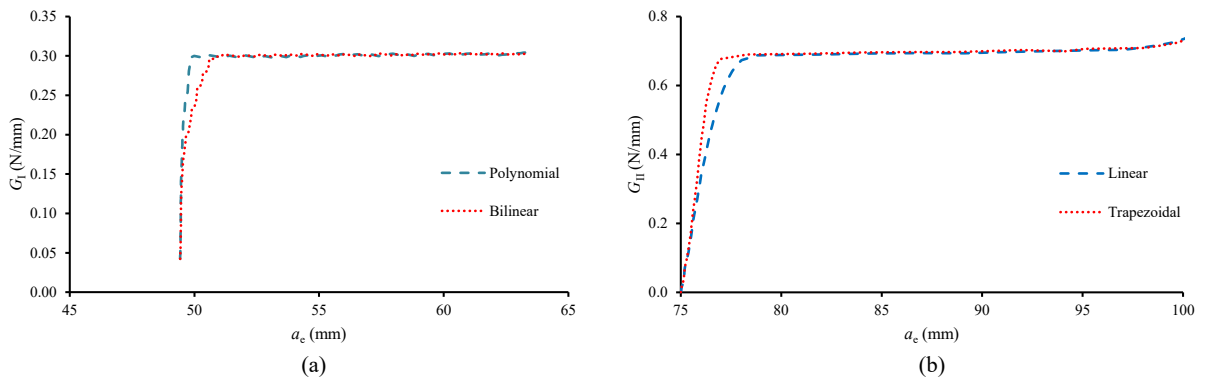 0.35
0.30
0.25
0.20
0.15
0.10
0.05
0.00
G_I (N/mm)
Polynomial
Bilinear
45
50
55
60
65
a_e (mm)
(a)
0.8
0.6
0.4
0.2
0.0
G_II (N/mm)
Linear
Trapezoidal
75
80
85
90
95
100
a_e (mm)
(b)